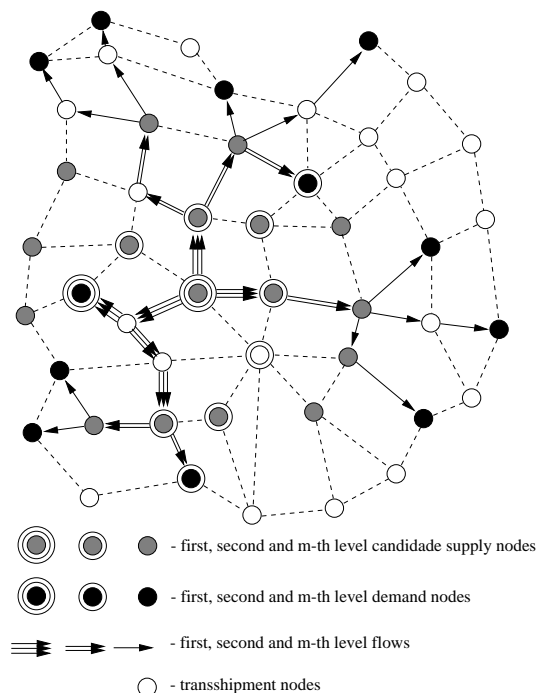 - first, second and m-th level candidade supply nodes
- first, second and m-th level demand nodes
- first, second and m-th level flows
- transshipment nodes